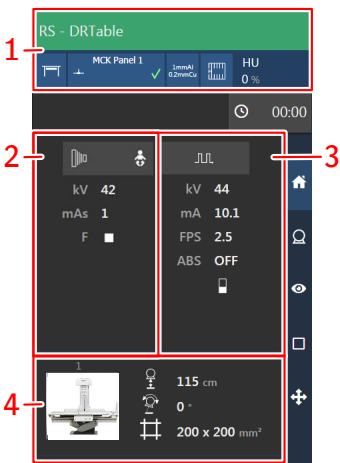 RS - DRTable
1
MCK Panel 1
1mmAl
0.2mmCu
HU
0 %
00:00
2
3
kV 42
mAs 1
F
kV 44
mA 10.1
FPS 2.5
ABS OFF
4
1
115 cm
0 °
200 x 200 mm²